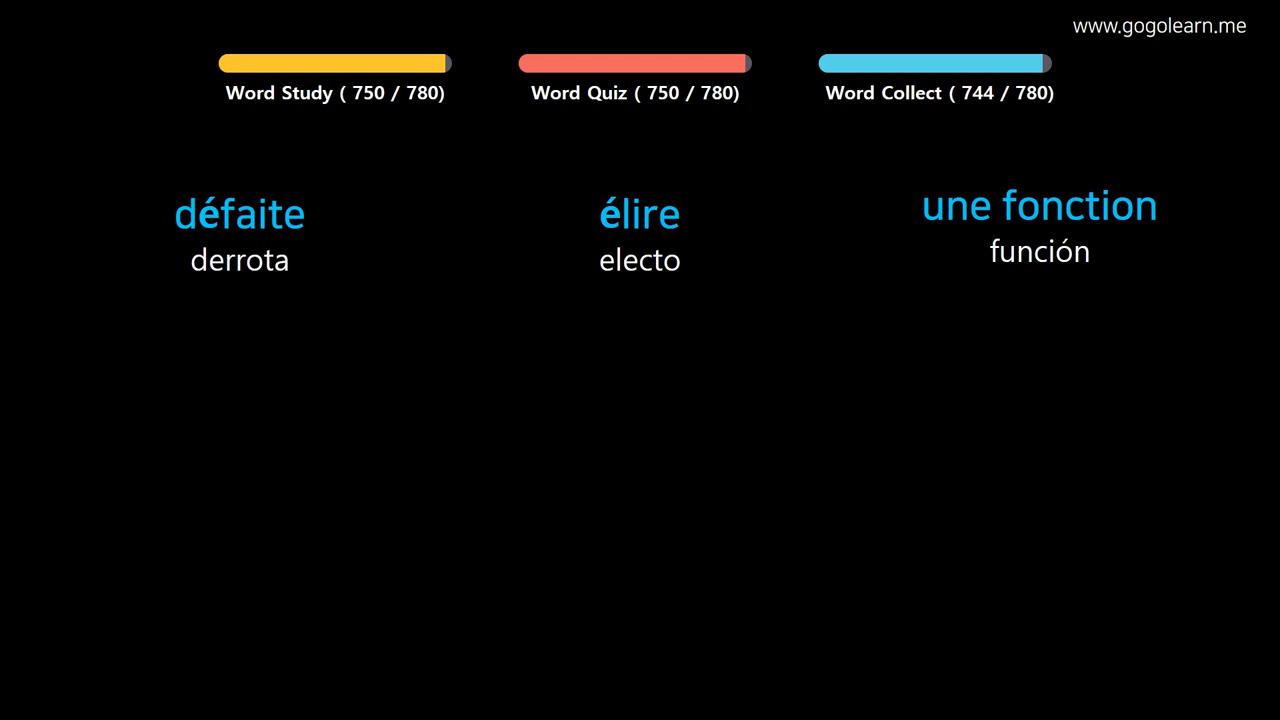 www.gogolearn.me
Word Study ( 750 / 780)
Word Quiz ( 750 / 780)
Word Collect ( 744 / 780)
défaite
derrota
élire
electo
une fonction
función